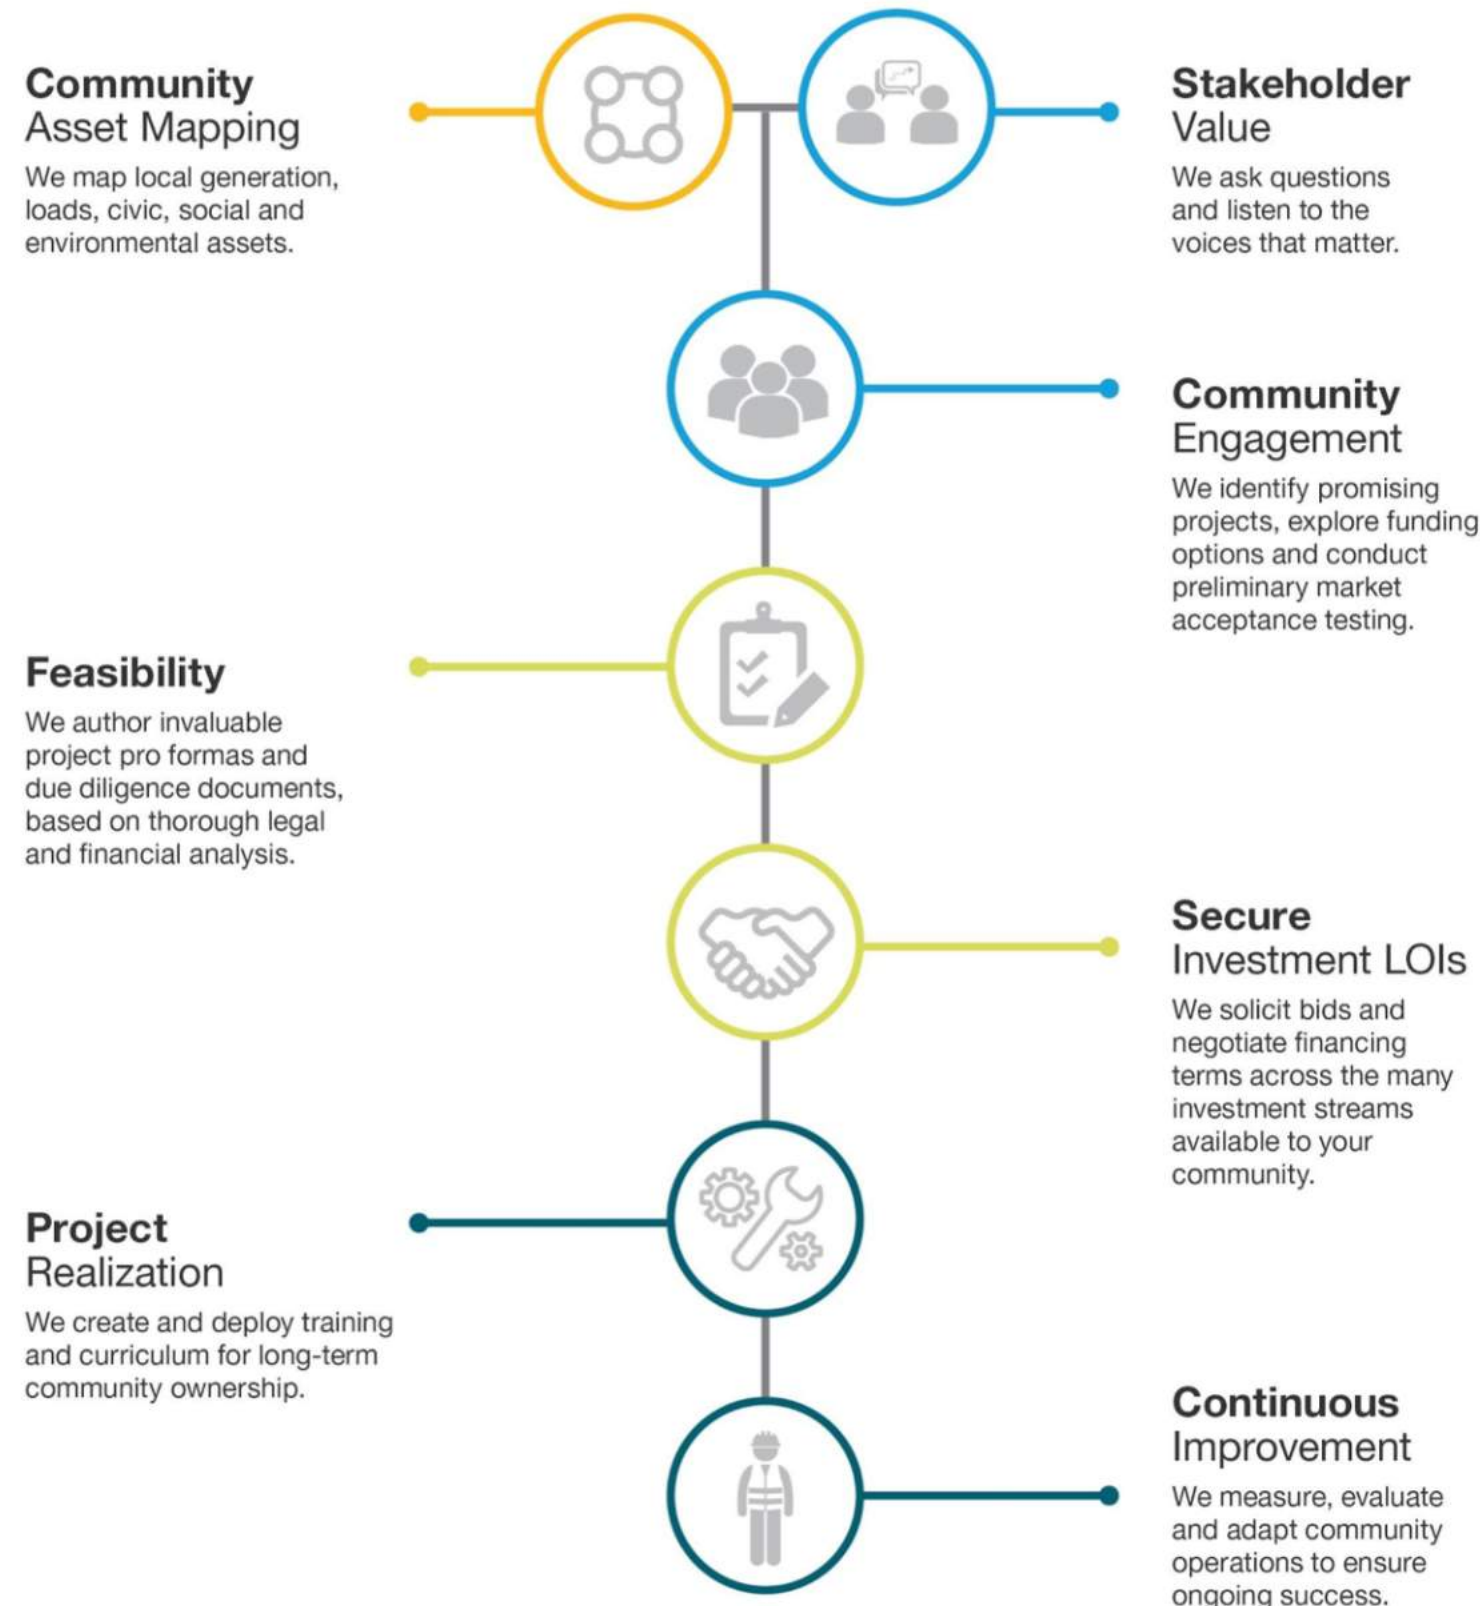 Community
Asset Mapping
We map local generation,
loads, civic, social and
environmental assets.
Stakeholder
Value
We ask questions
and listen to the
voices that matter.
Community
Engagement
We identify promising
projects, explore funding
options and conduct
preliminary market
acceptance testing.
Feasibility
We author invaluable
project pro formas and
due diligence documents,
based on thorough legal
and financial analysis.
Secure
Investment LOIs
We solicit bids and
negotiate financing
terms across the many
investment streams
available to your
community.
Project
Realization
We create and deploy training
and curriculum for long-term
community ownership.
Continuous
Improvement
We measure, evaluate
and adapt community
operations to ensure
ongoing success.